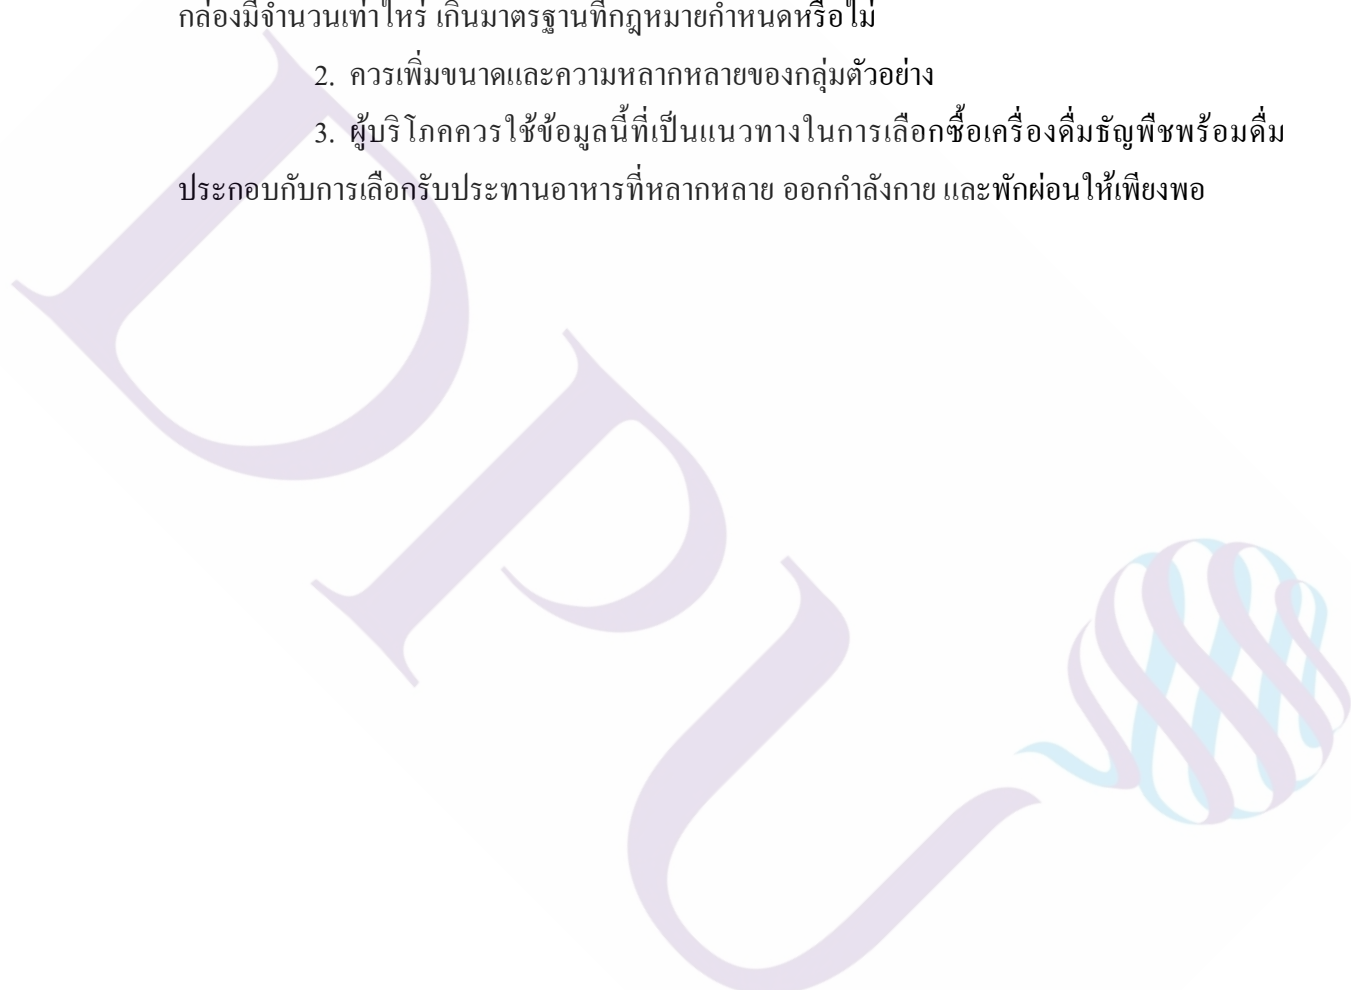 กล่องมีจำนวนเท่าใหร่ เกินมาตรฐานที่กฎหมายกำหนดหรือไม่
2. ควรเพิ่มขนาดและความหลากหลายของกลุ่มตัวอย่าง
3. ผู้บริโภคควรใช้ข้อมูลนี้ที่เป็นแนวทางในการเลือกซื้อเครื่องดื่มธัญพืชพร้อมดื่ม
ประกอบกับการเลือกรับประทานอาหารที่หลากหลาย ออกกำลังกาย และพักผ่อนให้เพียงพอ
DPU